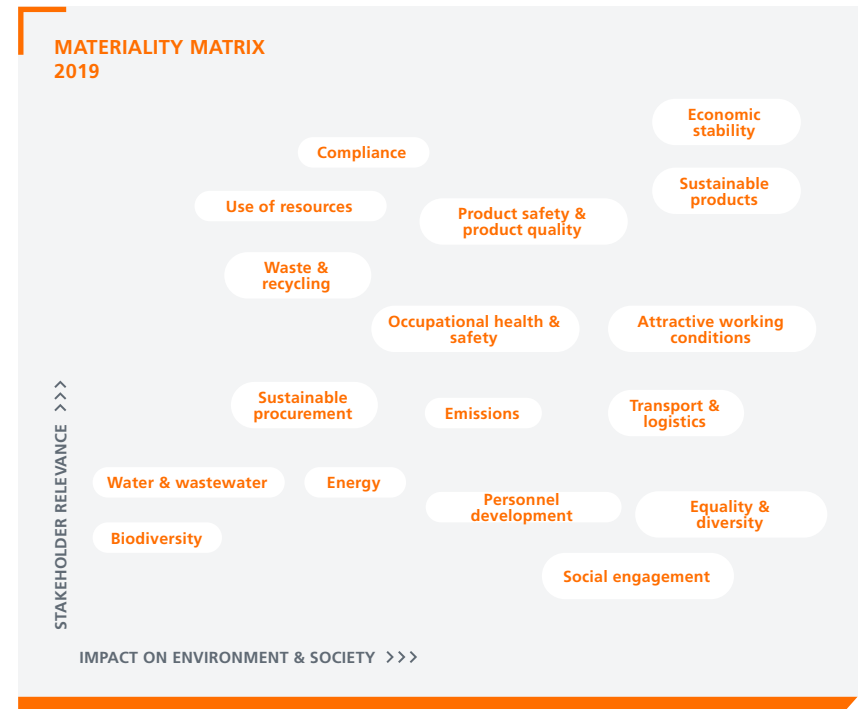 MATERIALITY MATRIX
2019
Economic
stability
Compliance
Sustainable
products
Use of resources
Product safety &
product quality
Waste &
recycling
Occupational health &
safety
Attractive working
conditions
Sustainable
procurement
Emissions
Transport &
logistics
Water & wastewater
Energy
Personnel
development
Equality &
diversity
Biodiversity
Social engagement
STAKEHOLDER RELEVANCE >>>
IMPACT ON ENVIRONMENT & SOCIETY >>>